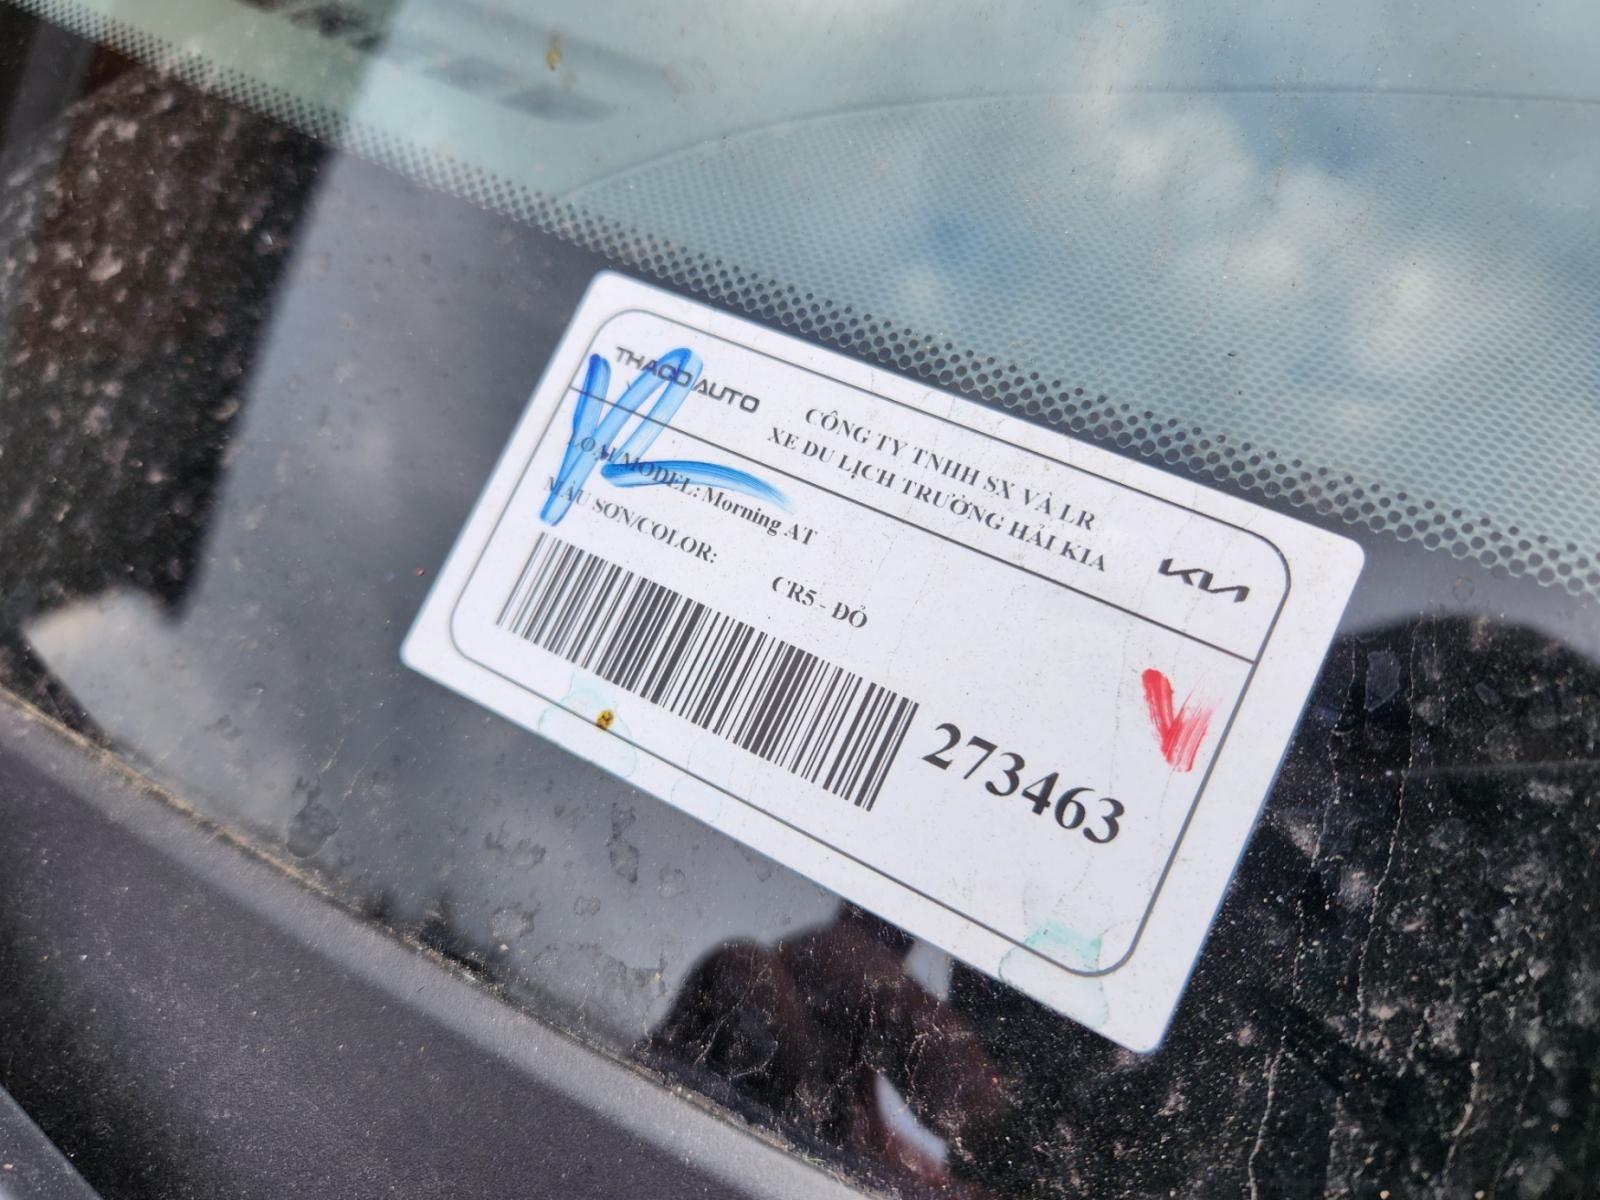 THACO AUTO
CÔNG TY TNHH SX VÀ LR
XE DU LỊCH TRƯỜNG HẢI KIA
KIA
LOẠI/MODEL: Morning AT
MÀU SƠN/COLOR: CR5 - ĐỎ
273463